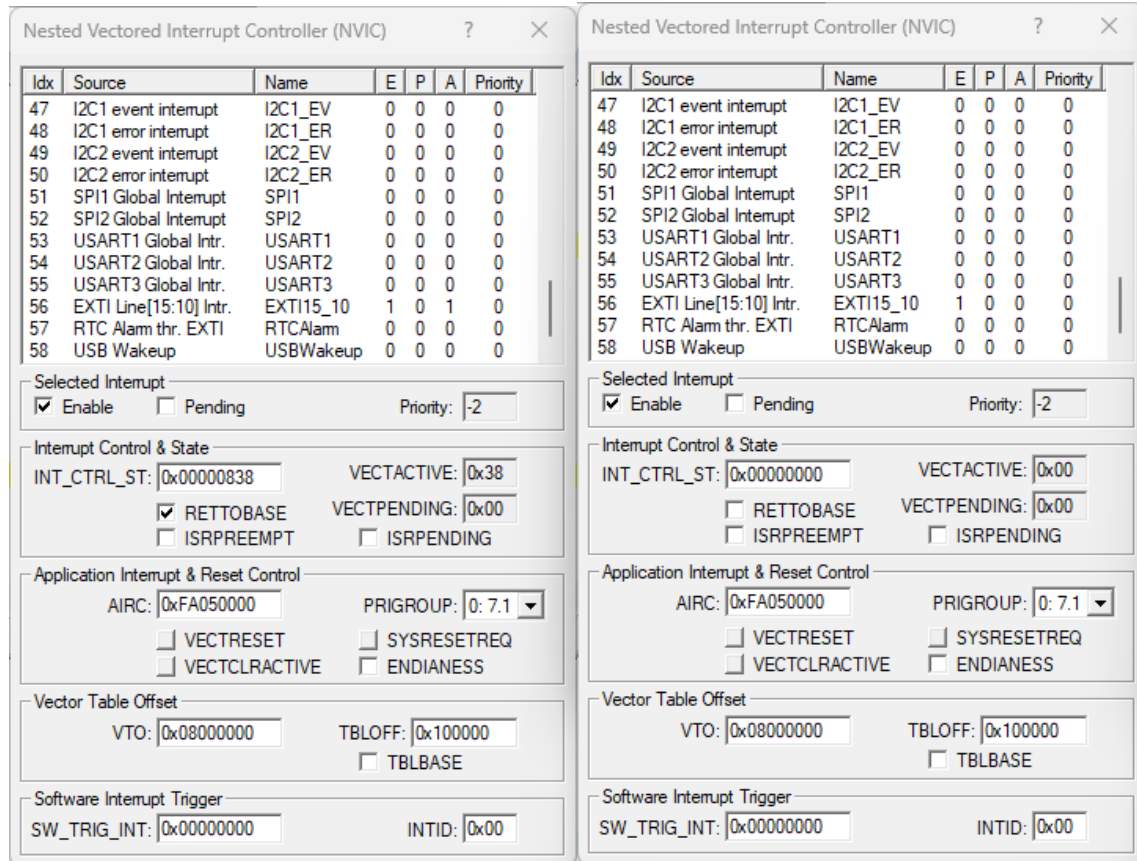 Nested Vectored Interrupt Controller (NVIC) ? ×
Idx Source Name E P A Priority
47 I2C1 event interrupt I2C1_EV 0 0 0 0
48 I2C1 error interrupt I2C1_ER 0 0 0 0
49 I2C2 event interrupt I2C2_EV 0 0 0 0
50 I2C2 error interrupt I2C2_ER 0 0 0 0
51 SPI1 Global Interrupt SPI1 0 0 0 0
52 SPI2 Global Interrupt SPI2 0 0 0 0
53 USART1 Global Intr. USART1 0 0 0 0
54 USART2 Global Intr. USART2 0 0 0 0
55 USART3 Global Intr. USART3 0 0 0 0
56 EXTI Line[15:10] Intr. EXTI15_10 1 0 1 0
57 RTC Alarm thr. EXTI RTCAlarm 0 0 0 0
58 USB Wakeup USBWakeup 0 0 0 0
Selected Interrupt
Enable Pending Priority: -2
Interrupt Control & State
INT_CTRL_ST: 0x00000838 VECTACTIVE: 0x38
RETTOBASE VECTPENDING: 0x00
ISRPREEMPT ISRPENDING
Application Interrupt & Reset Control
AIRC: 0xFA050000 PRIGROUP: 0: 7.1
VECTRESET SYSRESETREQ
VECTCLRACTIVE ENDIANESS
Vector Table Offset
VTO: 0x08000000 TBLOFF: 0x100000
TBLBASE
Software Interrupt Trigger
SW_TRIG_INT: 0x00000000 INTID: 0x00
Nested Vectored Interrupt Controller (NVIC) ? ×
Idx Source Name E P A Priority
47 I2C1 event interrupt I2C1_EV 0 0 0 0
48 I2C1 error interrupt I2C1_ER 0 0 0 0
49 I2C2 event interrupt I2C2_EV 0 0 0 0
50 I2C2 error interrupt I2C2_ER 0 0 0 0
51 SPI1 Global Interrupt SPI1 0 0 0 0
52 SPI2 Global Interrupt SPI2 0 0 0 0
53 USART1 Global Intr. USART1 0 0 0 0
54 USART2 Global Intr. USART2 0 0 0 0
55 USART3 Global Intr. USART3 0 0 0 0
56 EXTI Line[15:10] Intr. EXTI15_10 1 0 0 0
57 RTC Alarm thr. EXTI RTCAlarm 0 0 0 0
58 USB Wakeup USBWakeup 0 0 0 0
Selected Interrupt
Enable Pending Priority: -2
Interrupt Control & State
INT_CTRL_ST: 0x00000000 VECTACTIVE: 0x00
RETTOBASE VECTPENDING: 0x00
ISRPREEMPT ISRPENDING
Application Interrupt & Reset Control
AIRC: 0xFA050000 PRIGROUP: 0: 7.1
VECTRESET SYSRESETREQ
VECTCLRACTIVE ENDIANESS
Vector Table Offset
VTO: 0x08000000 TBLOFF: 0x100000
TBLBASE
Software Interrupt Trigger
SW_TRIG_INT: 0x00000000 INTID: 0x00